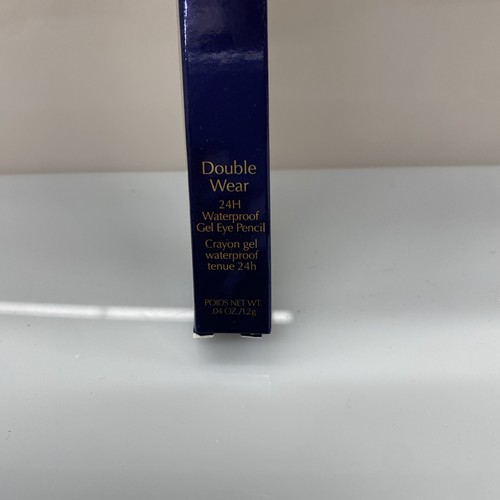 Double
Wear
24H
Waterproof
Gel Eye Pencil
Crayon gel
waterproof
tenue 24h
POIDS NET WT.
.04 OZ./1.2g